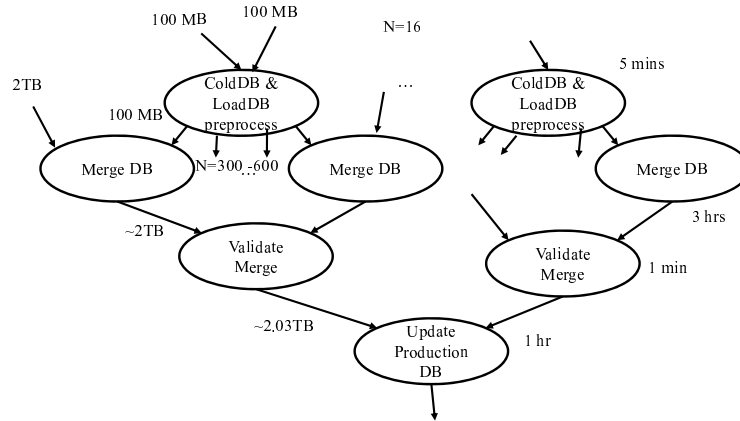 100 MB
100 MB
N=16
5 mins
2TB
ColdDB &
LoadDB
preprocess
...
ColdDB &
LoadDB
preprocess
100 MB
Merge DB
N=300 -600
...
Merge DB
Merge DB
3 hrs
~2TB
Validate
Merge
Validate
Merge
1 min
~2.03TB
Update
Production
DB
1 hr